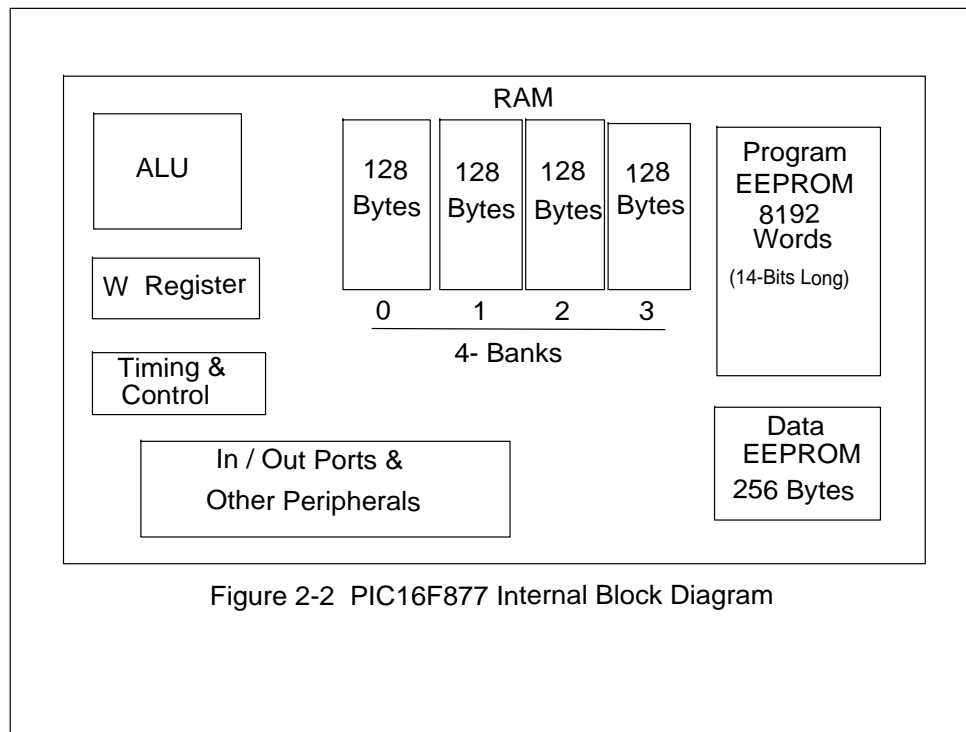 RAM
ALU
128
Bytes
128
Bytes
128
Bytes
128
Bytes
Program
EEPROM
8192
Words
(14-Bits Long)
W Register
0 1 2 3
4- Banks
Timing &
Control
Data
EEPROM
256 Bytes
In / Out Ports &
Other Peripherals
Figure 2-2 PIC16F877 Internal Block Diagram